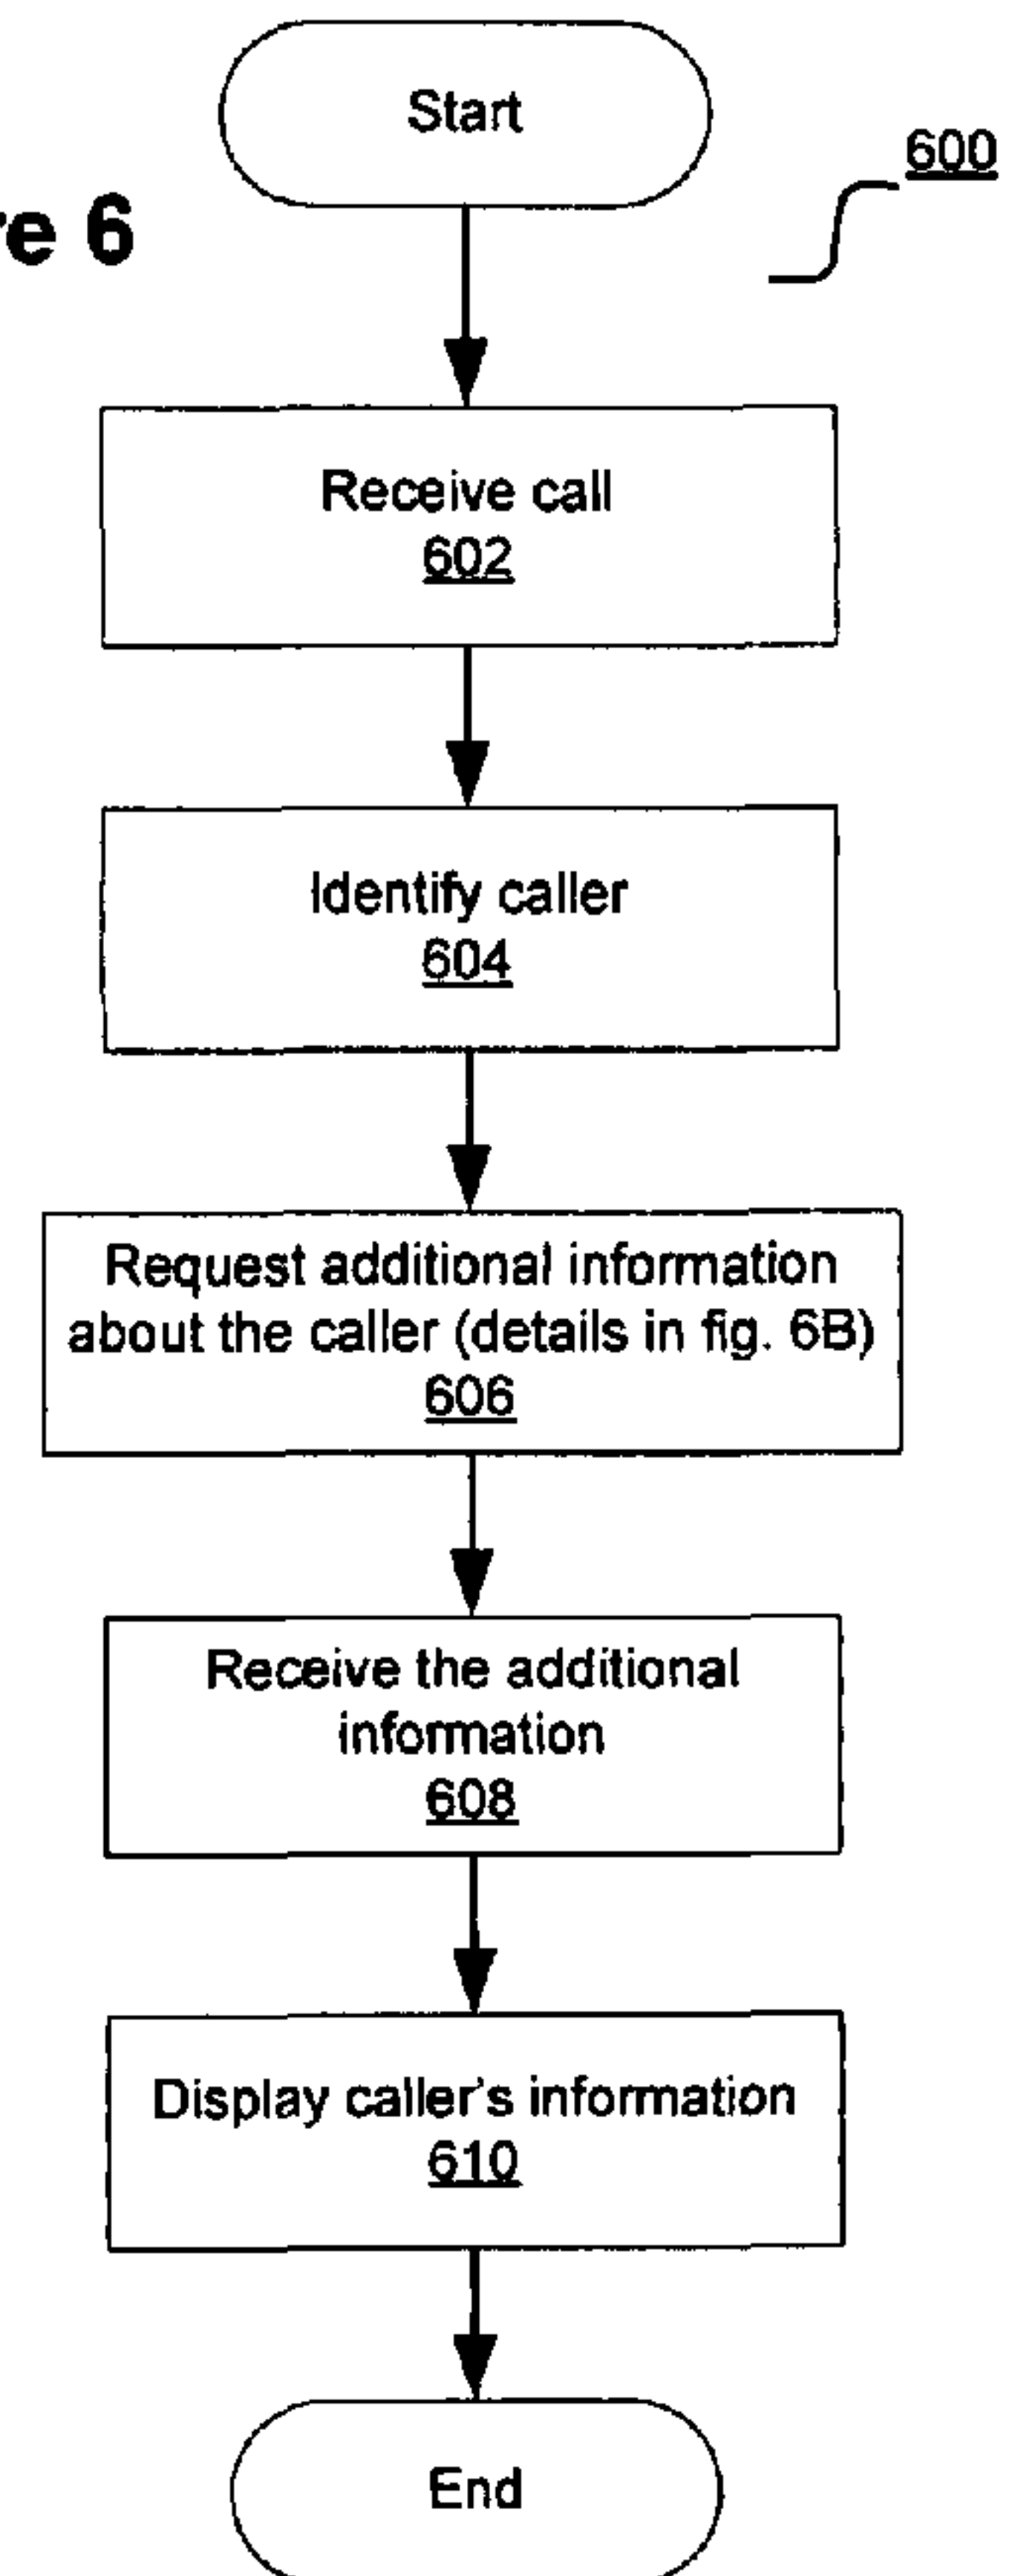 Start
600
6
Receive call
602
Identify caller
604
Request additional information
about the caller (details in fig. 6B)
606
Receive the additional
information
608
Display caller's information
610
End